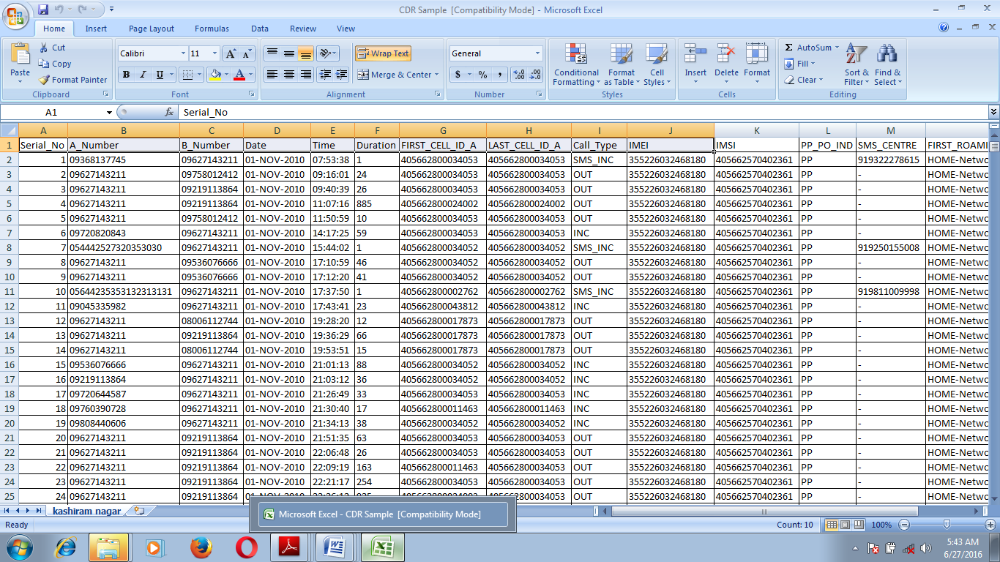 CDR Sample [Compatibility Mode] - Microsoft Excel
Home Insert Page Layout Formulas Data Review View
Cut
Copy
Format Painter
Paste
Clipboard
Calibri 11
B I U
Font
Wrap Text
Merge & Center
Alignment
General
$ % ,
Number
Conditional Formatting
Format as Table
Cell Styles
Styles
Insert Delete Format
Cells
AutoSum
Fill
Clear
Sort & Filter
Find & Select
Editing
A1 fx Serial_No
A B C D E F G H I J K L M
1 Serial_No A_Number B_Number Date Time Duration FIRST_CELL_ID_A LAST_CELL_ID_A Call_Type IMEI IMSI PP_PO_IND SMS_CENTRE FIRST_ROAMI
2 1 09368137745 09627143211 01-NOV-2010 07:53:38 1 405662800034053 405662800034053 SMS_INC 355226032468180 405662570402361 PP 919322278615 HOME-Netwo
3 2 09627143211 09758012412 01-NOV-2010 09:16:01 24 405662800034053 405662800034053 OUT 355226032468180 405662570402361 PP - HOME-Netwo
4 3 09627143211 09219113864 01-NOV-2010 09:40:39 26 405662800034053 405662800034053 OUT 355226032468180 405662570402361 PP - HOME-Netwo
5 4 09627143211 09219113864 01-NOV-2010 11:07:16 885 405662800024002 405662800024002 OUT 355226032468180 405662570402361 PP - HOME-Netwo
6 5 09627143211 09758012412 01-NOV-2010 11:50:59 10 405662800034053 405662800034053 OUT 355226032468180 405662570402361 PP - HOME-Netwo
7 6 09720820843 09627143211 01-NOV-2010 14:17:25 59 405662800034053 405662800034053 INC 355226032468180 405662570402361 PP - HOME-Netwo
8 7 054442527320353030 09627143211 01-NOV-2010 15:44:02 1 405662800034052 405662800034052 SMS_INC 355226032468180 405662570402361 PP 919250155008 HOME-Netwo
9 8 09627143211 09536076666 01-NOV-2010 17:10:59 46 405662800034052 405662800034052 OUT 355226032468180 405662570402361 PP - HOME-Netwo
10 9 09627143211 09536076666 01-NOV-2010 17:12:20 41 405662800034052 405662800034052 OUT 355226032468180 405662570402361 PP - HOME-Netwo
11 10 05644235353132313131 09627143211 01-NOV-2010 17:37:50 1 405662800002762 405662800002762 SMS_INC 355226032468180 405662570402361 PP 919811009998 HOME-Netwo
12 11 09045335982 09627143211 01-NOV-2010 17:43:41 23 405662800043812 405662800043812 INC 355226032468180 405662570402361 PP - HOME-Netwo
13 12 09627143211 08006112744 01-NOV-2010 19:28:20 12 405662800017873 405662800017873 OUT 355226032468180 405662570402361 PP - HOME-Netwo
14 13 09627143211 09219113864 01-NOV-2010 19:36:29 66 405662800017873 405662800017873 OUT 355226032468180 405662570402361 PP - HOME-Netwo
15 14 09627143211 08006112744 01-NOV-2010 19:53:51 15 405662800017873 405662800017873 OUT 355226032468180 405662570402361 PP - HOME-Netwo
16 15 09536076666 09627143211 01-NOV-2010 21:01:13 88 405662800034052 405662800034052 INC 355226032468180 405662570402361 PP - HOME-Netwo
17 16 09219113864 09627143211 01-NOV-2010 21:03:12 36 405662800034052 405662800034052 INC 355226032468180 405662570402361 PP - HOME-Netwo
18 17 09720644587 09627143211 01-NOV-2010 21:26:49 33 405662800034053 405662800034053 INC 355226032468180 405662570402361 PP - HOME-Netwo
19 18 09760390728 09627143211 01-NOV-2010 21:30:40 17 405662800011463 405662800011463 INC 355226032468180 405662570402361 PP - HOME-Netwo
20 19 09808440606 09627143211 01-NOV-2010 21:34:13 38 405662800034052 405662800034052 INC 355226032468180 405662570402361 PP - HOME-Netwo
21 20 09627143211 09219113864 01-NOV-2010 21:51:35 63 405662800034053 405662800034053 OUT 355226032468180 405662570402361 PP - HOME-Netwo
22 21 09627143211 09219113864 01-NOV-2010 22:06:48 26 405662800034053 405662800034053 OUT 355226032468180 405662570402361 PP - HOME-Netwo
23 22 09627143211 09219113864 01-NOV-2010 22:09:19 163 405662800011463 405662800034053 OUT 355226032468180 405662570402361 PP - HOME-Netwo
24 23 09627143211 09219113864 01-NOV-2010 22:21:17 254 405662800034053 405662800034053 OUT 355226032468180 405662570402361 PP - HOME-Netwo
25 24 09627143211 09219113864 OUT 355226032468180 405662570402361 PP - HOME-Netwo
kashiram nagar
Microsoft Excel - CDR Sample [Compatibility Mode]
Ready Count: 10 100%
5:43 AM
6/27/2016